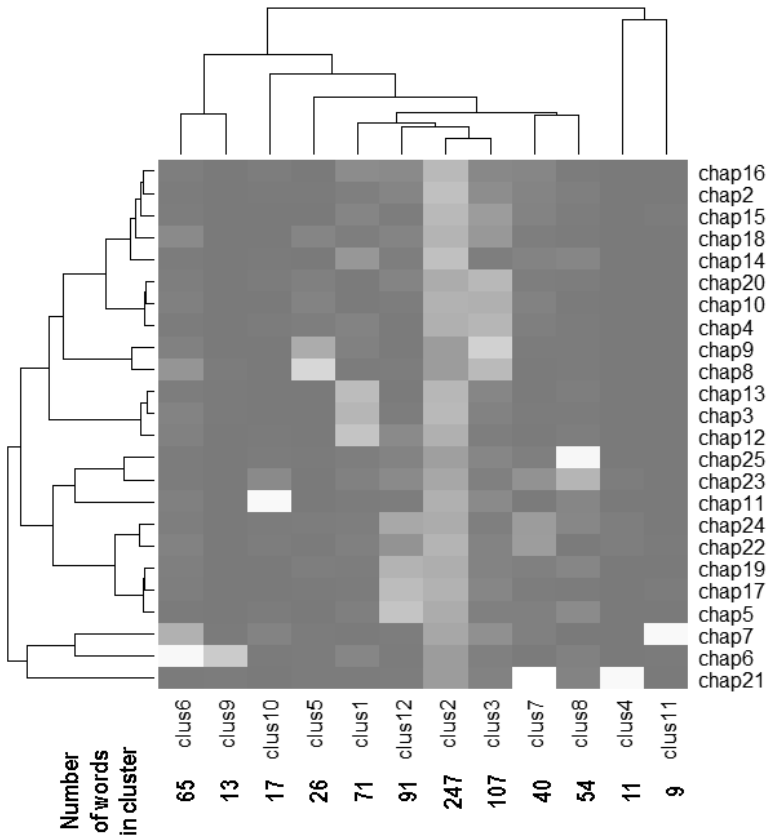 chap16
chap2
chap15
chap18
chap14
chap20
chap10
chap4
chap9
chap8
chap13
chap3
chap12
chap25
chap23
chap11
chap24
chap22
chap19
chap17
chap5
chap7
chap6
chap21
clus6 clus9 clus10 clus5 clus1 clus12 clus2 clus3 clus7 clus8 clus4 clus11
Number
of words
in cluster
65 13 17 26 71 91 247 107 40 54 11 9